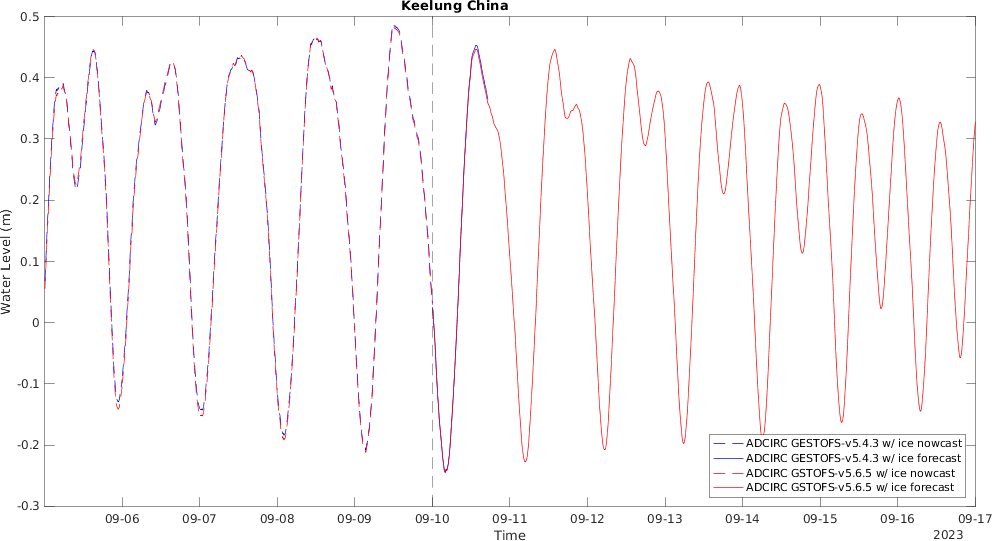 Keelung China
0.5
0.4
0.3
0.2
0.1
0
-0.1
-0.2
-0.3
Water Level (m)
ADCIRC GESTOFS-v5.4.3 w/ ice nowcast
ADCIRC GESTOFS-v5.4.3 w/ ice forecast
ADCIRC GSTOFS-v5.6.5 w/ ice nowcast
ADCIRC GSTOFS-v5.6.5 w/ ice forecast
09-06 09-07 09-08 09-09 09-10 09-11 09-12 09-13 09-14 09-15 09-16 09-17
Time
2023